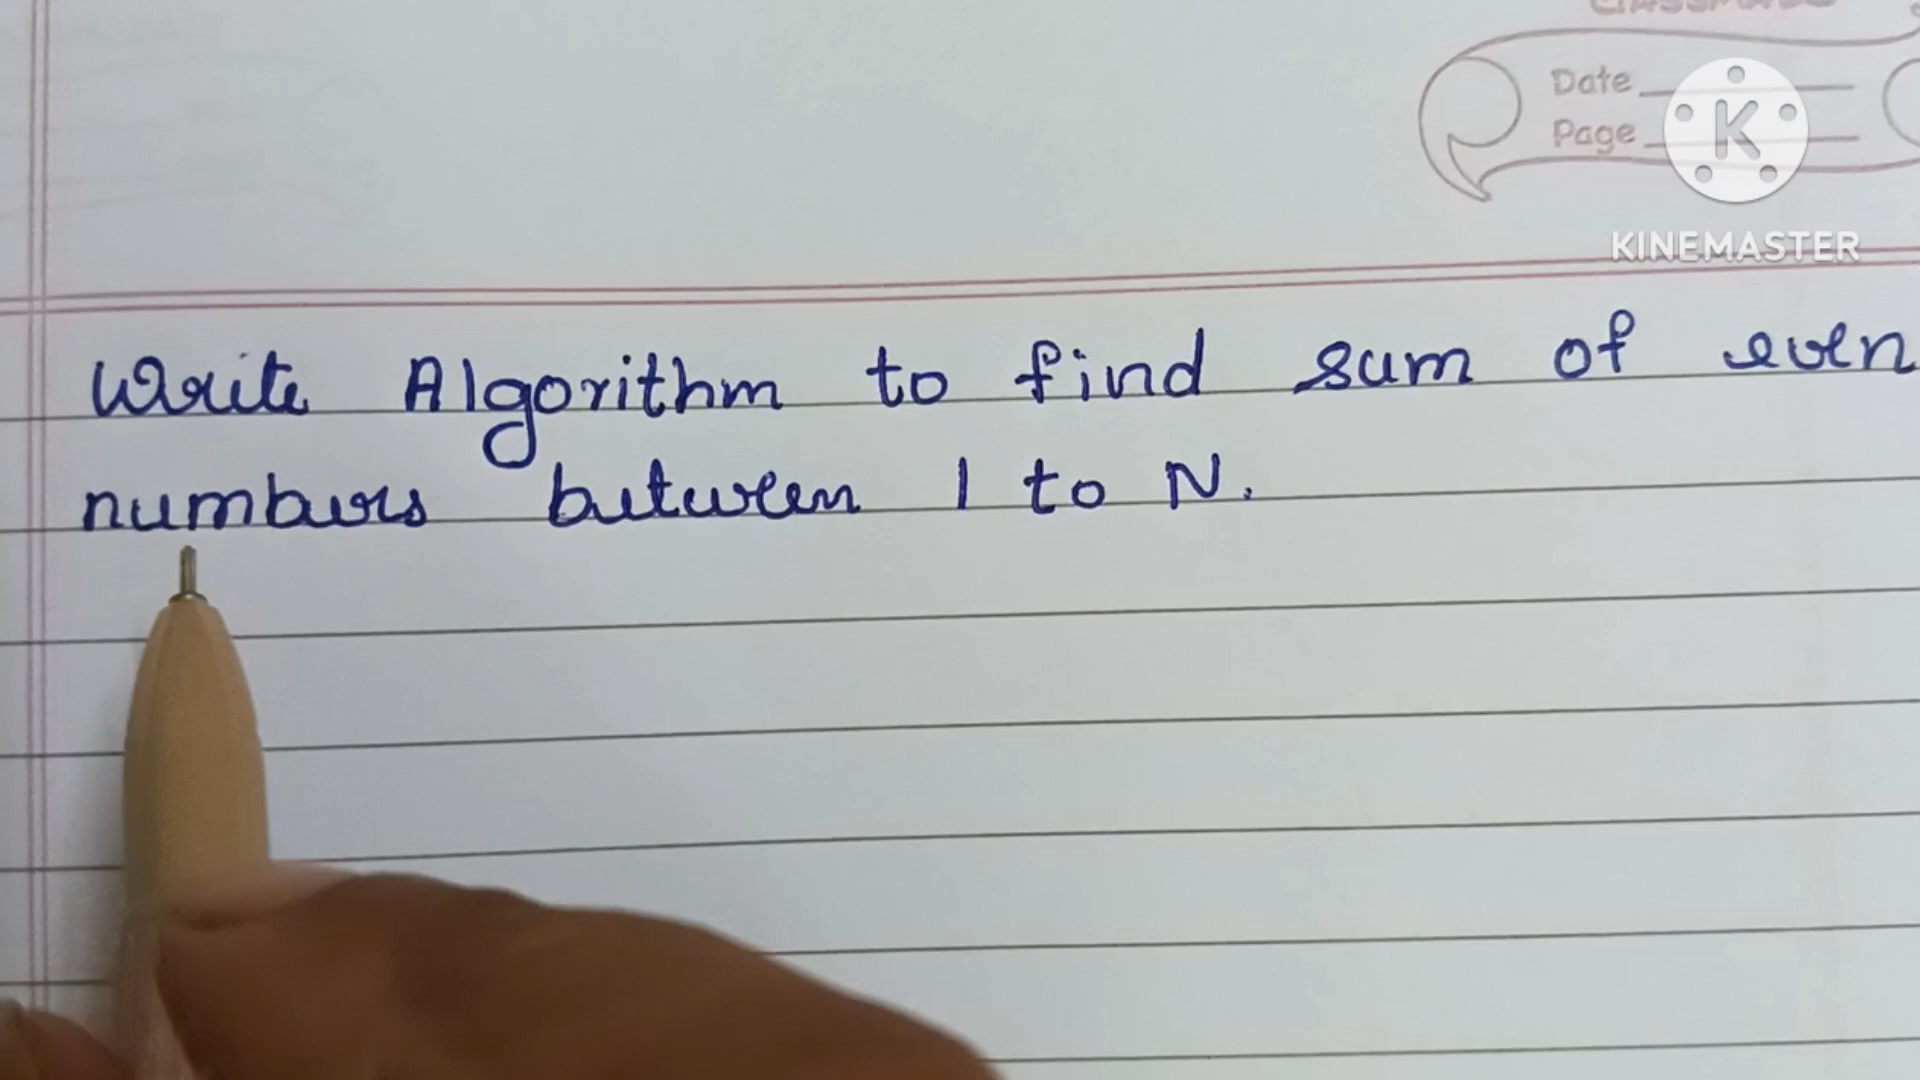 Date
Page
KINEMASTER
Write Algorithm to find sum of even
numbers between 1 to N.